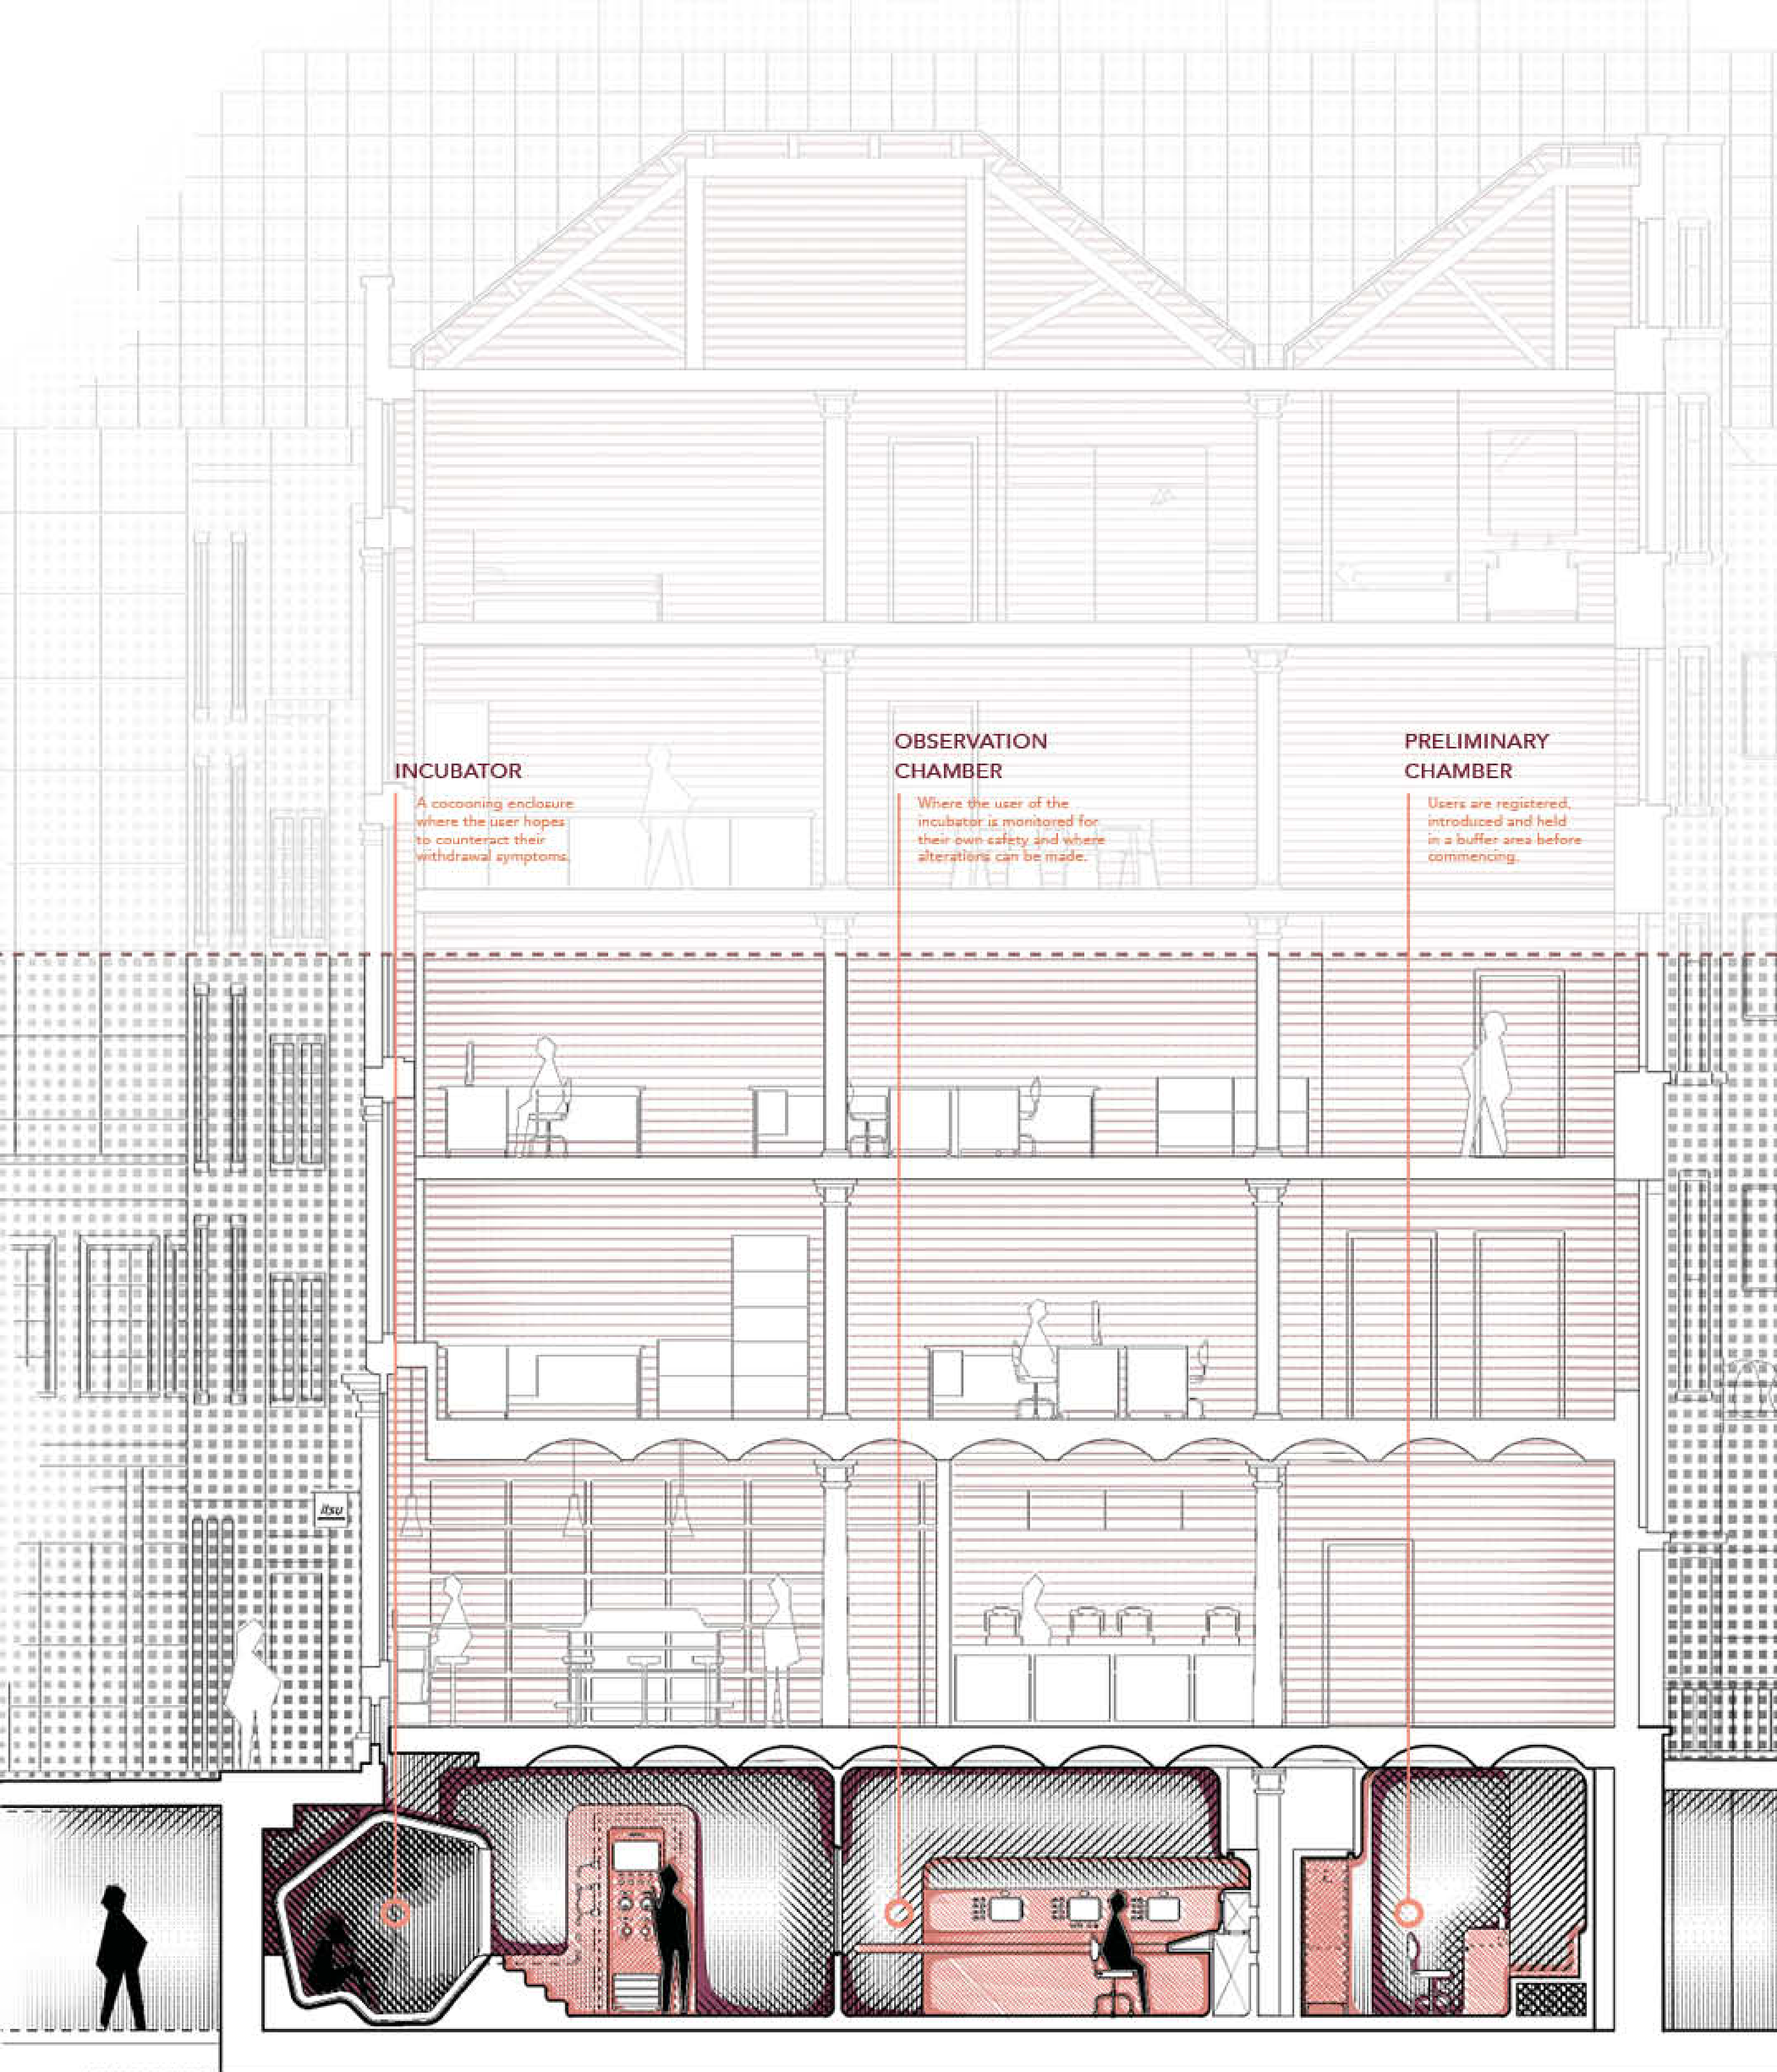 OBSERVATION
CHAMBER
PRELIMINARY
CHAMBER
INCUBATOR
A cocooning enclosure
where the user hopes
to counteract their
withdrawal symptoms.
Where the user of the
incubator is monitored for
their own safety and where
alterations can be made.
Users are registered,
introduced and held
in a buffer area before
commencing.
itsu